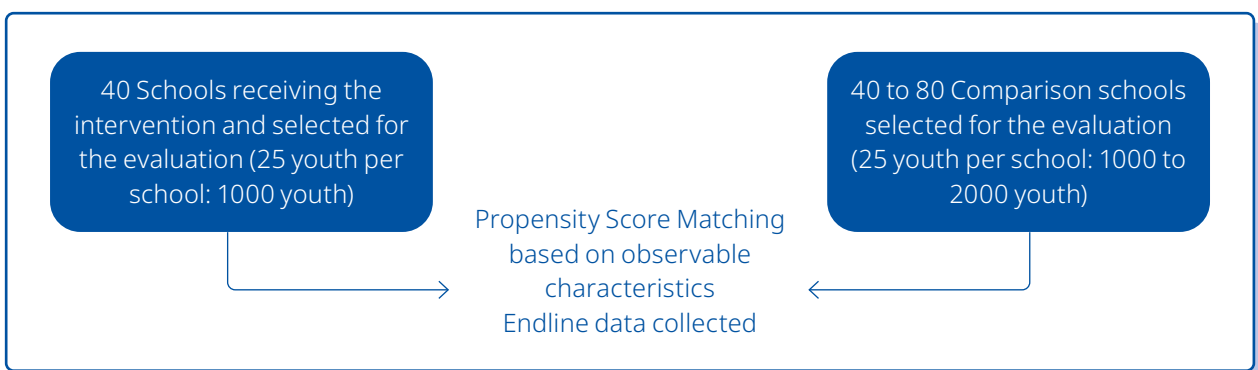 40 Schools receiving the
intervention and selected for
the evaluation (25 youth per
school: 1000 youth)
40 to 80 Comparison schools
selected for the evaluation
(25 youth per school: 1000 to
2000 youth)
Propensity Score Matching
based on observable
characteristics
Endline data collected